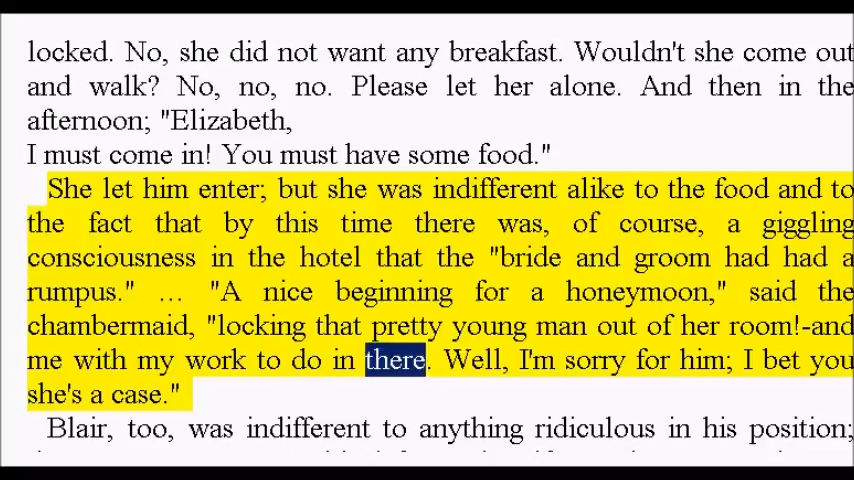 locked. No, she did not want any breakfast. Wouldn't she come out
and walk? No, no, no. Please let her alone. And then in the
afternoon; "Elizabeth,
I must come in! You must have some food."
She let him enter; but she was indifferent alike to the food and to
the fact that by this time there was, of course, a giggling
consciousness in the hotel that the "bride and groom had had a
rumpus." ... "A nice beginning for a honeymoon," said the
chambermaid, "locking that pretty young man out of her room!-and
me with my work to do in there. Well, I'm sorry for him; I bet you
she's a case."
Blair, too, was indifferent to anything ridiculous in his position;